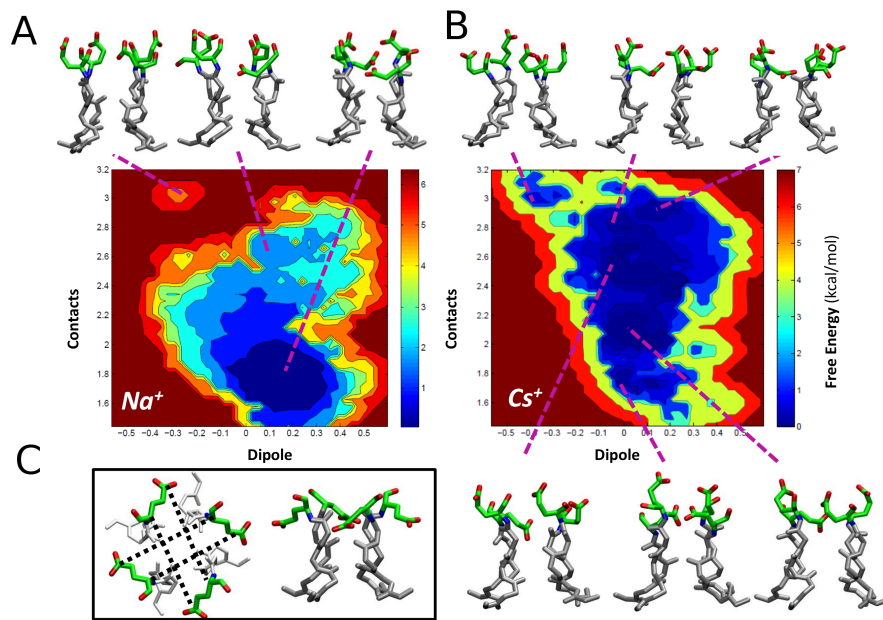 A
B
3.2
3
2.8
2.6
2.4
2.2
2
1.8
1.6
Contacts
Na+
−0.5 −0.4 −0.3 −0.2 −0.1 0 0.1 0.2 0.3 0.4 0.5
Dipole
6
5
4
3
2
1
3.2
3
2.8
2.6
2.4
2.2
2
1.8
1.6
Contacts
Cs+
-0.5 -0.4 -0.3 -0.2 -0.1 0 0.1 0.2 0.3 0.4 0.5
Dipole
7
6
5
4
3
2
1
0
Free Energy (kcal/mol)
C